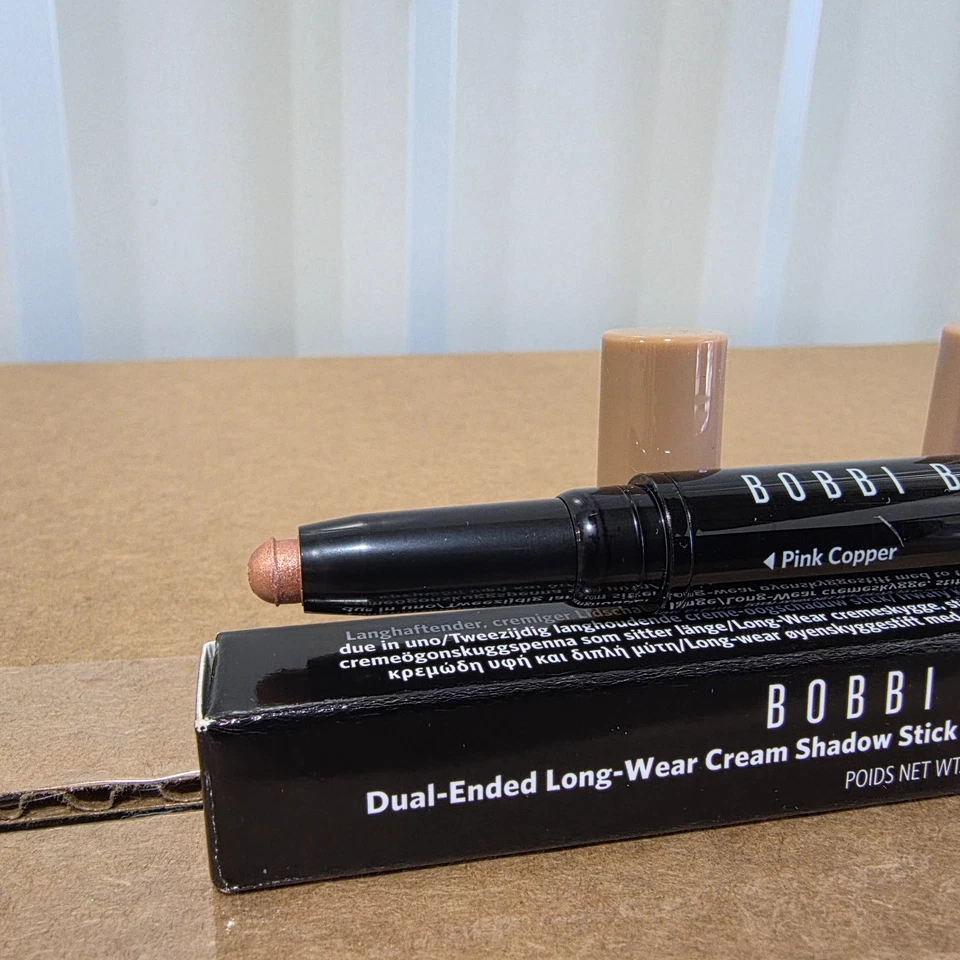 BOBBI B
◀ Pink Copper
Langhaftender, cremiger
due in uno/Tweezijdig langhoudende
cremeögonskuggspenna som sitter länge/Long-Wear cremeskygge,
κρεμώδη υφή και διπλή μύτη/Long-wear øyenskyggestift med
BOBBI
Dual-Ended Long-Wear Cream Shadow Stick
POIDS NET WT.